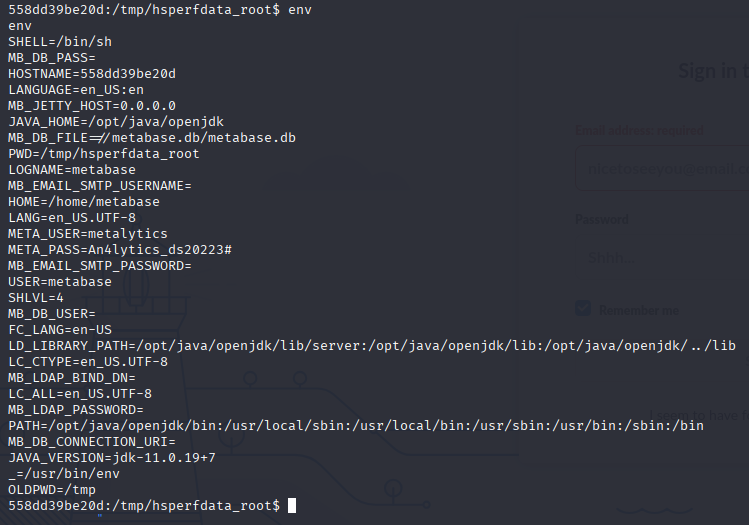 558dd39be20d:/tmp/hsperfdata_root$ env
env
SHELL=/bin/sh
MB_DB_PASS=
HOSTNAME=558dd39be20d
LANGUAGE=en_US:en
MB_JETTY_HOST=0.0.0.0
JAVA_HOME=/opt/java/openjdk
MB_DB_FILE=//metabase.db/metabase.db
PWD=/tmp/hsperfdata_root
LOGNAME=metabase
MB_EMAIL_SMTP_USERNAME=
HOME=/home/metabase
LANG=en_US.UTF-8
META_USER=metalytics
META_PASS=An4lytics_ds20223#
MB_EMAIL_SMTP_PASSWORD=
USER=metabase
SHLVL=4
MB_DB_USER=
FC_LANG=en-US
LD_LIBRARY_PATH=/opt/java/openjdk/lib/server:/opt/java/openjdk/lib:/opt/java/openjdk/../lib
LC_CTYPE=en_US.UTF-8
MB_LDAP_BIND_DN=
LC_ALL=en_US.UTF-8
MB_LDAP_PASSWORD=
PATH=/opt/java/openjdk/bin:/usr/local/sbin:/usr/local/bin:/usr/sbin:/usr/bin:/sbin:/bin
MB_DB_CONNECTION_URI=
JAVA_VERSION=jdk-11.0.19+7
_=/usr/bin/env
OLDPWD=/tmp
558dd39be20d:/tmp/hsperfdata_root$
Sign in t
Email address: required
Password
Shhh...
Remember me